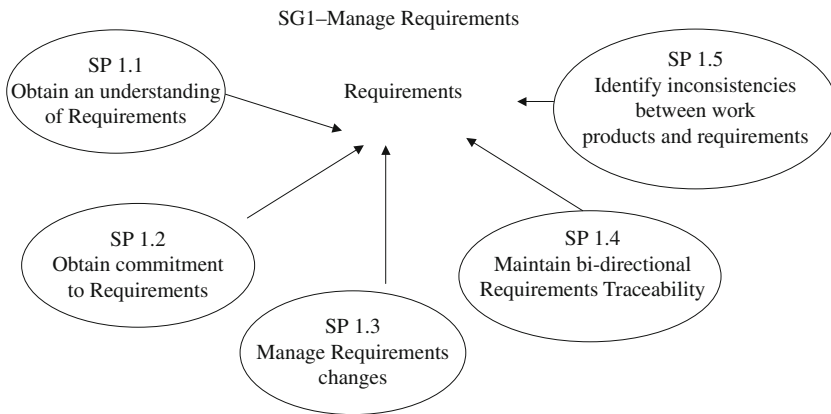 SG1–Manage Requirements
SP 1.1
Obtain an understanding
of Requirements
Requirements
SP 1.5
Identify inconsistencies
between work
products and requirements
SP 1.2
Obtain commitment
to Requirements
SP 1.3
Manage Requirements
changes
SP 1.4
Maintain bi-directional
Requirements Traceability